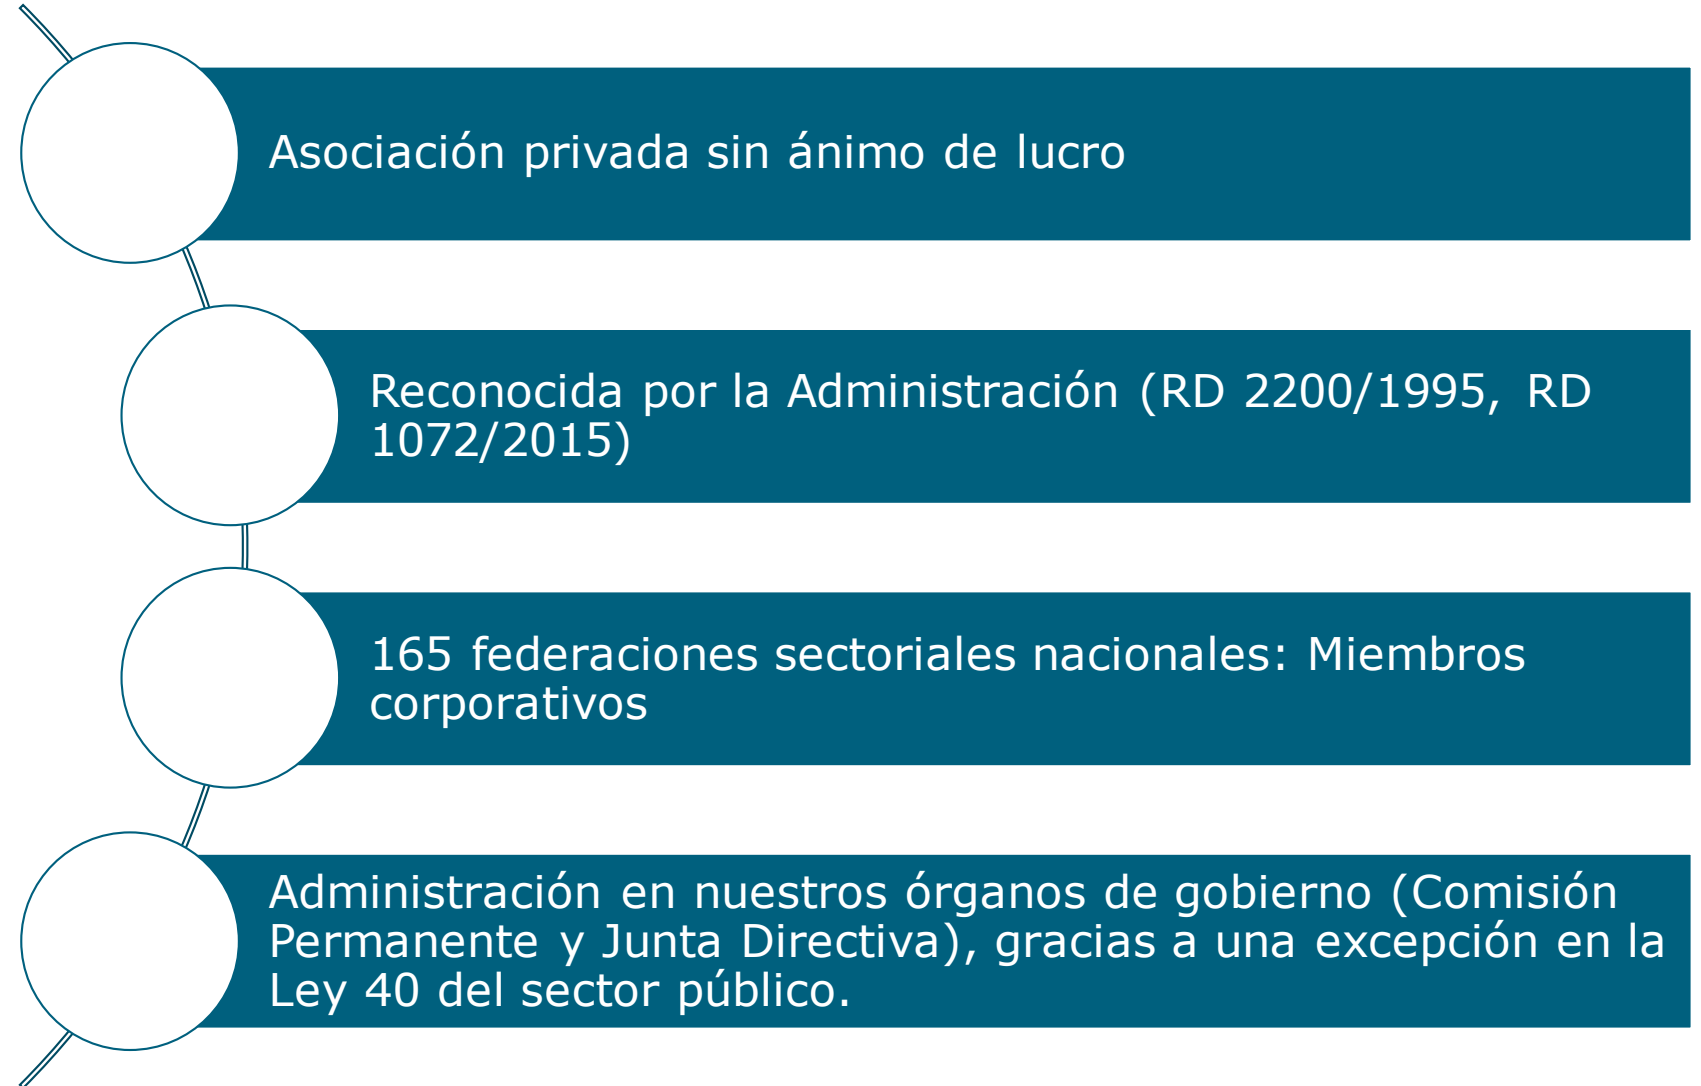 Asociación privada sin ánimo de lucro
Reconocida por la Administración (RD 2200/1995, RD
1072/2015)
165 federaciones sectoriales nacionales: Miembros
corporativos
Administración en nuestros órganos de gobierno (Comisión
Permanente y Junta Directiva), gracias a una excepción en la
Ley 40 del sector público.